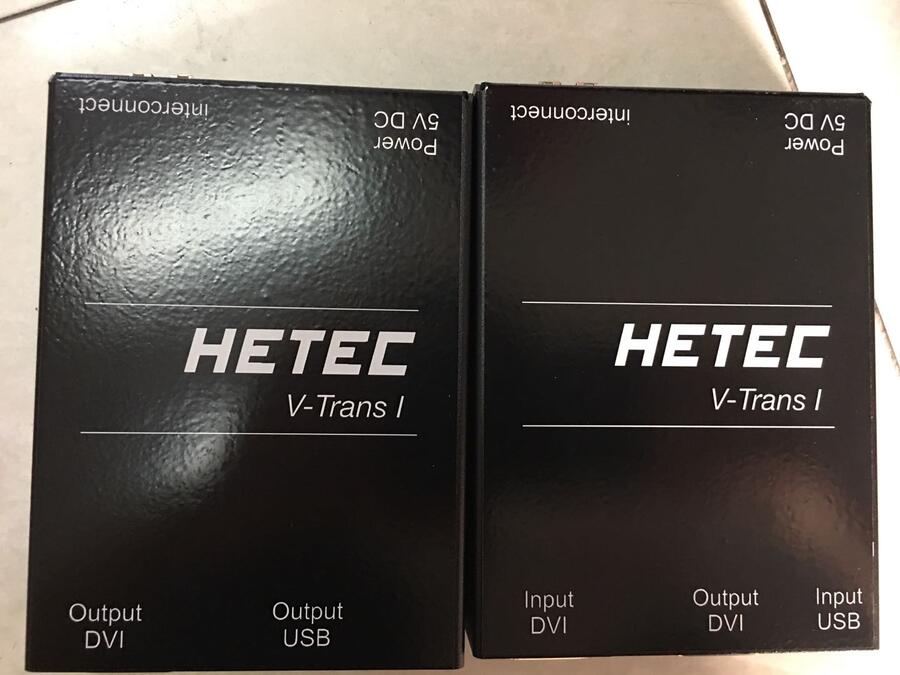 interconnect
Power
5V DC
HETEC
V-Trans I
Output
DVI
Output
USB
interconnect
Power
5V DC
HETEC
V-Trans I
Input
DVI
Output
DVI
Input
USB